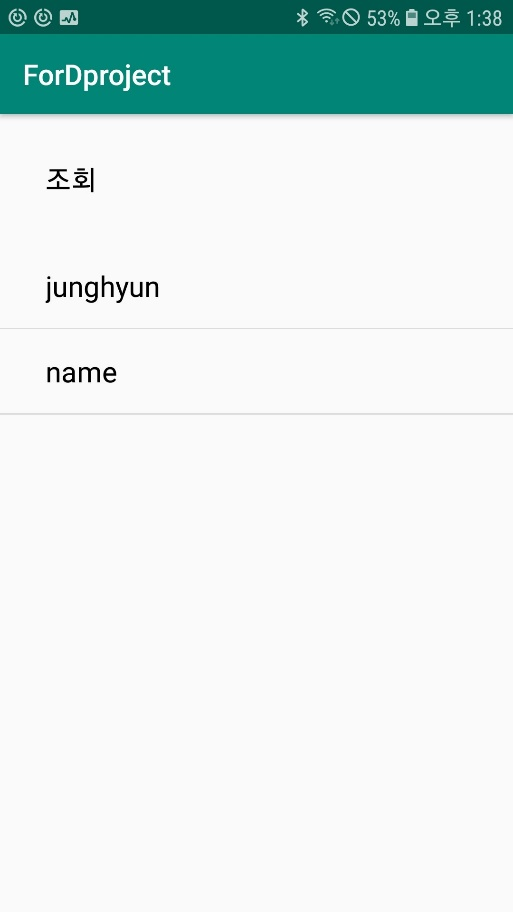 53% 오후 1:38
ForDproject
조회
junghyun
name